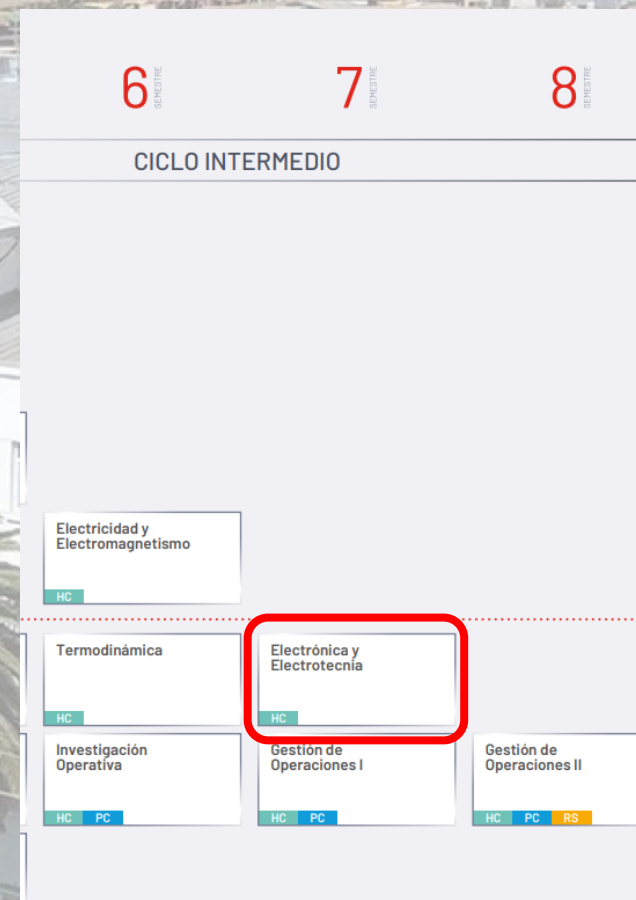 6 SEMESTRE
7 SEMESTRE
8 SEMESTRE
CICLO INTERMEDIO
Electricidad y
Electromagnetismo
HC
Termodinámica
HC
Electrónica y
Electrotecnia
HC
Investigación
Operativa
HC PC
Gestión de
Operaciones I
HC PC
Gestión de
Operaciones II
HC PC RS